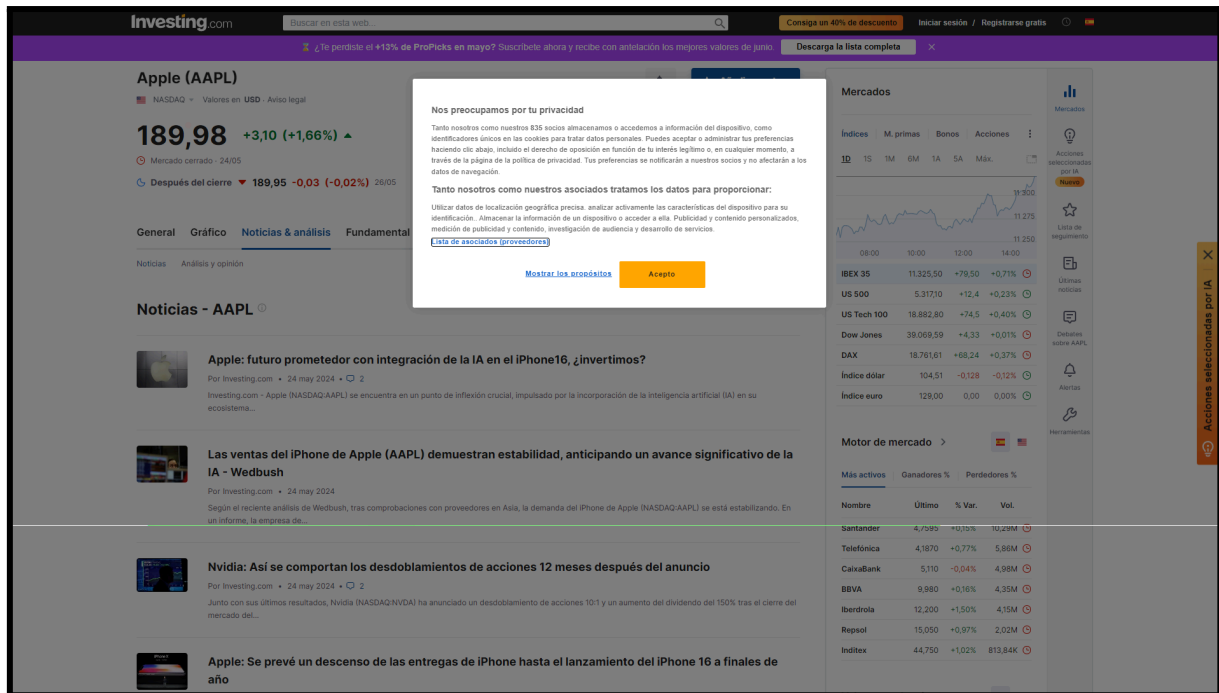 Investing.com
Buscar en esta web...
Consiga un 40% de descuento
Iniciar sesión / Registrarse gratis
¿Te perdiste el +13% de ProPicks en mayo? Suscríbete ahora y recibe con antelación los mejores valores de junio.
Descarga la lista completa
Apple (AAPL)
NASDAQ
Valores en USD · Aviso legal
189,98 +3,10 (+1,66%)
Mercado cerrado · 24/05
Después del cierre 189,95 -0,03 (-0,02%) 26/05
General Gráfico Noticias & análisis Fundamental
Noticias Análisis y opinión
Noticias - AAPL
Apple: futuro prometedor con integración de la IA en el iPhone16, ¿invertimos?
Por Investing.com • 24 may 2024 • 2
Investing.com - Apple (NASDAQ:AAPL) se encuentra en un punto de inflexión crucial, impulsado por la incorporación de la inteligencia artificial (IA) en su
ecosistema...
Las ventas del iPhone de Apple (AAPL) demuestran estabilidad, anticipando un avance significativo de la
IA - Wedbush
Por Investing.com • 24 may 2024
Según el reciente análisis de Wedbush, tras comprobaciones con proveedores en Asia, la demanda del iPhone de Apple (NASDAQ:AAPL) se está estabilizando. En
un informe, la empresa de...
Nvidia: Así se comportan los desdoblamientos de acciones 12 meses después del anuncio
Por Investing.com • 24 may 2024 • 2
Junto con sus últimos resultados, Nvidia (NASDAQ:NVDA) ha anunciado un desdoblamiento de acciones 10:1 y un aumento del dividendo del 150% tras el cierre del
mercado del...
Apple: Se prevé un descenso de las entregas de iPhone hasta el lanzamiento del iPhone 16 a finales de
año
Nos preocupamos por tu privacidad
Tanto nosotros como nuestros 835 socios almacenamos o accedemos a información del dispositivo, como
identificadores únicos en las cookies para tratar datos personales. Puedes aceptar o administrar tus preferencias
haciendo clic abajo, incluido el derecho de oposición en función de tu interés legítimo o, en cualquier momento, a
través de la página de la política de privacidad. Tus preferencias se notificarán a nuestros socios y no afectarán a los
datos de navegación.
Tanto nosotros como nuestros asociados tratamos los datos para proporcionar:
Utilizar datos de localización geográfica precisa. analizar activamente las características del dispositivo para su
identificación.. Almacenar la información de un dispositivo o acceder a ella. Publicidad y contenido personalizados,
medición de publicidad y contenido, investigación de audiencia y desarrollo de servicios.
Lista de asociados (proveedores)
Mostrar los propósitos
Acepto
Mercados
Índices M. primas Bonos Acciones
1D 1S 1M 6M 1A 5A Máx.
11 300
11 275
11 250
08:00 10:00 12:00 14:00
IBEX 35 11.325,50 +79,50 +0,71%
US 500 5.317,10 +12,4 +0,23%
US Tech 100 18.882,80 +74,5 +0,40%
Dow Jones 39.069,59 +4,33 +0,01%
DAX 18.761,61 +68,24 +0,37%
Índice dólar 104,51 -0,128 -0,12%
Índice euro 129,00 0,00 0,00%
Motor de mercado
Más activos Ganadores % Perdedores %
Nombre Último % Var. Vol.
Santander 4,7595 +0,15% 10,29M
Telefónica 4,1870 +0,77% 5,86M
CaixaBank 5,110 -0,04% 4,98M
BBVA 9,980 +0,16% 4,35M
Iberdrola 12,200 +1,50% 4,15M
Repsol 15,050 +0,97% 2,02M
Inditex 44,750 +1,02% 813,84K
Mercados
Acciones
seleccionadas
por IA
Nuevo
Lista de
seguimiento
Últimas
noticias
Debates
sobre AAPL
Alertas
Herramientas
Acciones seleccionadas por IA